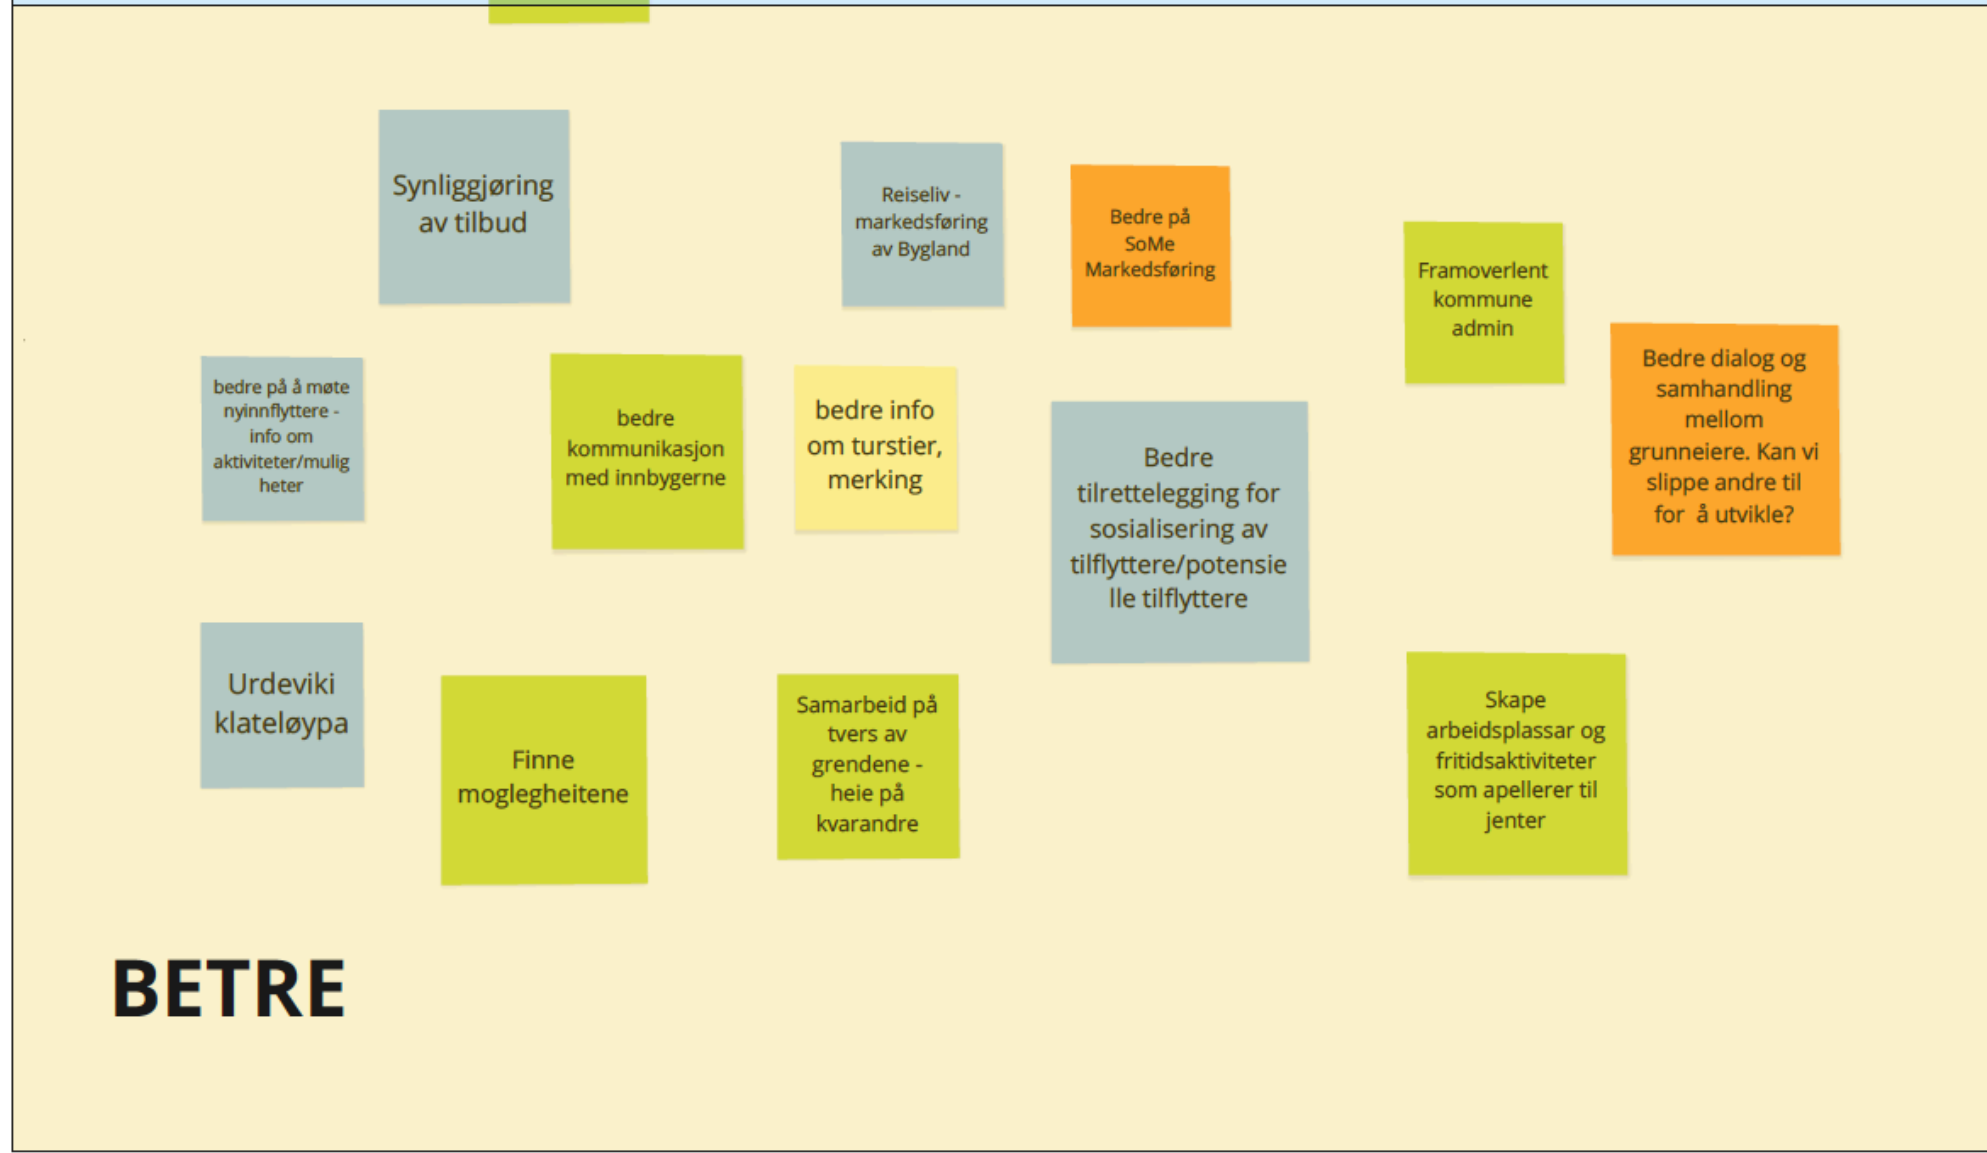 Synliggjøring
av tilbud
Reiseliv -
markedsføring
av Bygland
Bedre på
SoMe
Markedsføring
Framoverlent
kommune
admin
Bedre dialog og
samhandling
mellom
grunneiere. Kan vi
slippe andre til
for å utvikle?
bedre på å møte
nyinnflyttere -
info om
aktiviteter/mulig
heter
bedre
kommunikasjon
med innbygerne
bedre info
om turstier,
merking
Bedre
tilrettelegging for
sosialisering av
tilflyttere/potensie
lle tilflyttere
Urdeviki
klateløypa
Finne
moglegheitene
Samarbeid på
tvers av
grendene -
heie på
kvarandre
Skape
arbeidsplassar og
fritidsaktiviteter
som apellerer til
jenter
BETRE